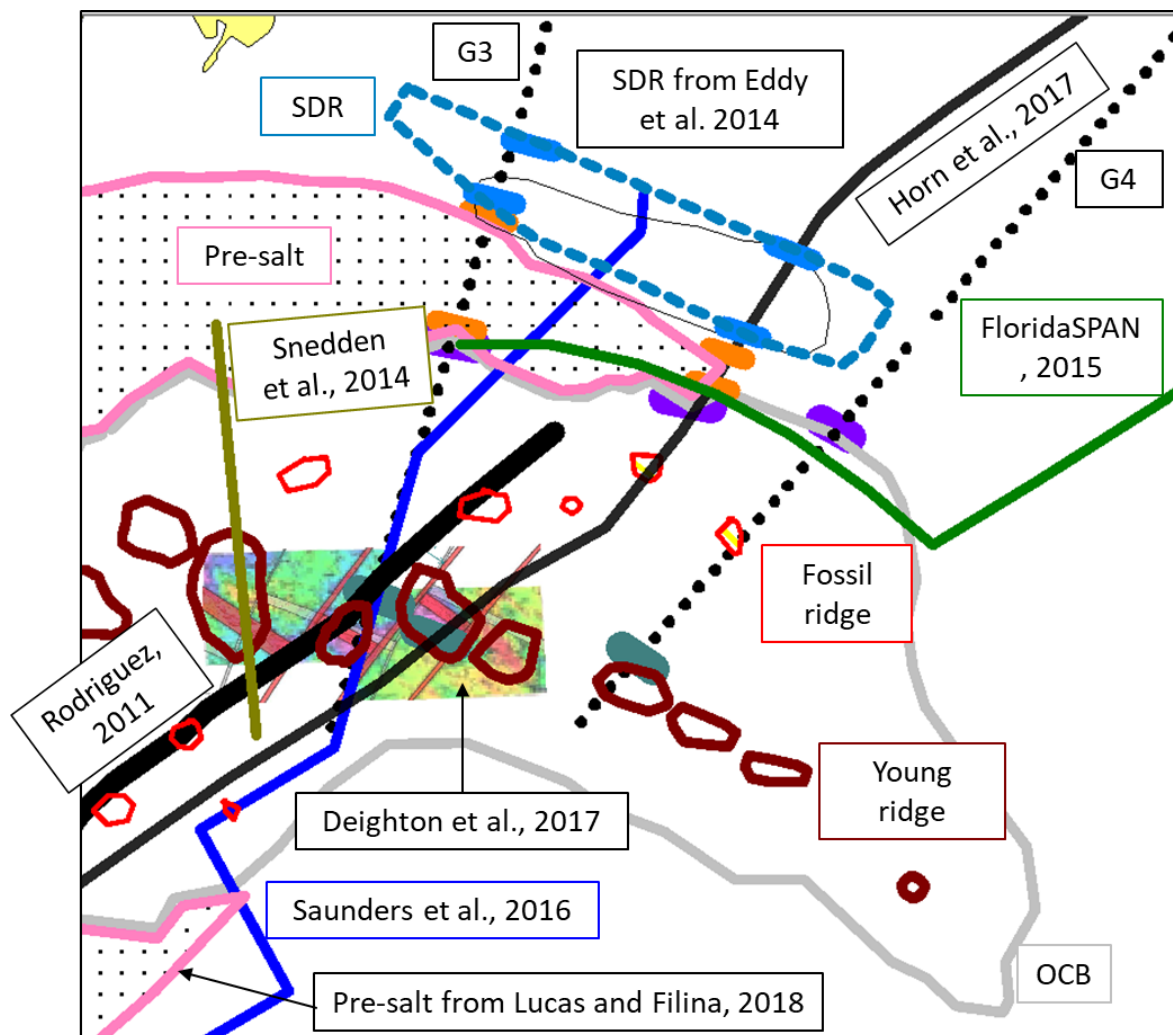 G3
SDR
SDR from Eddy
et al. 2014
Horn et al., 2017
G4
Pre-salt
Snedden
et al., 2014
FloridaSPAN
, 2015
Fossil
ridge
Rodriguez,
2011
Young
ridge
Deighton et al., 2017
Saunders et al., 2016
OCB
Pre-salt from Lucas and Filina, 2018